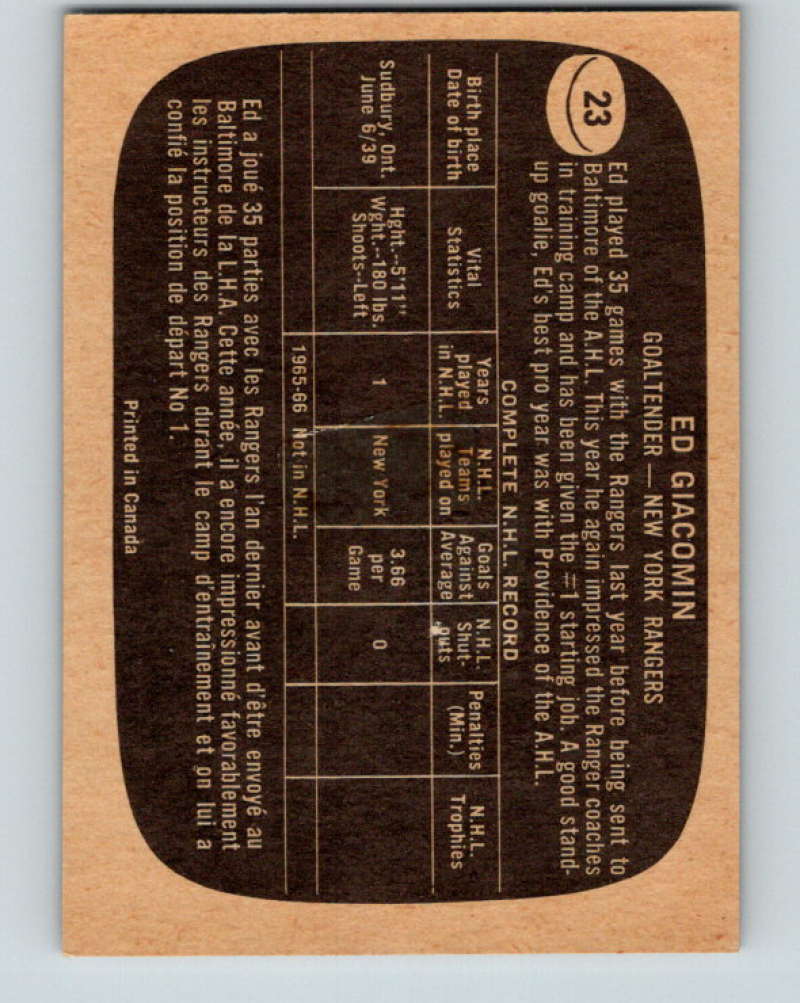 23
ED GIACOMIN
GOALTENDER — NEW YORK RANGERS
Ed played 35 games with the Rangers last year before being sent to
Baltimore of the A.H.L. This year he again impressed the Ranger coaches
in training camp and has been given the #1 starting job. A good stand-
up goalie, Ed's best pro year was with Providence of the A.H.L.
COMPLETE N.H.L. RECORD
Birth place
Date of birth
Vital
Statistics
Years
played
in N.H.L.
N.H.L.
Teams
played on
Goals
Against
Average
N.H.L.
Shut-
outs
Penalties
(Min.)
N.H.L.
Trophies
Sudbury, Ont.
June 6/39
Hght.--5'11"
Wght.--180 lbs.
Shoots--Left
1
New York
3.66
per
Game
0
1965-66 Not in N.H.L.
Ed a joué 35 parties avec les Rangers l'an dernier avant d'être envoyé au
Baltimore de la L.H.A. Cette année, il a encore impressionné favorablement
les instructeurs des Rangers durant le camp d'entraînement et on lui a
confié la position de départ No 1.
Printed in Canada